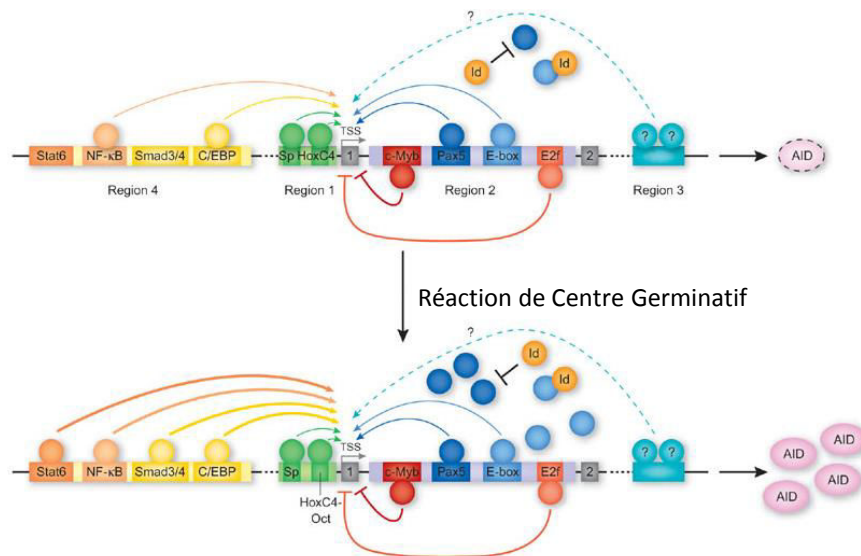 ?
Id
Id
TSS
Stat6 NF-κB Smad3/4 C/EBP Sp HoxC4 1 c-Myb Pax5 E-box E2f 2 ? ? AID
Region 4 Region 1 Region 2 Region 3
Réaction de Centre Germinatif
?
Id
Id
TSS
Stat6 NF-κB Smad3/4 C/EBP Sp 1 c-Myb Pax5 E-box E2f 2 ? ? AID AID AID AID
HoxC4-
Oct